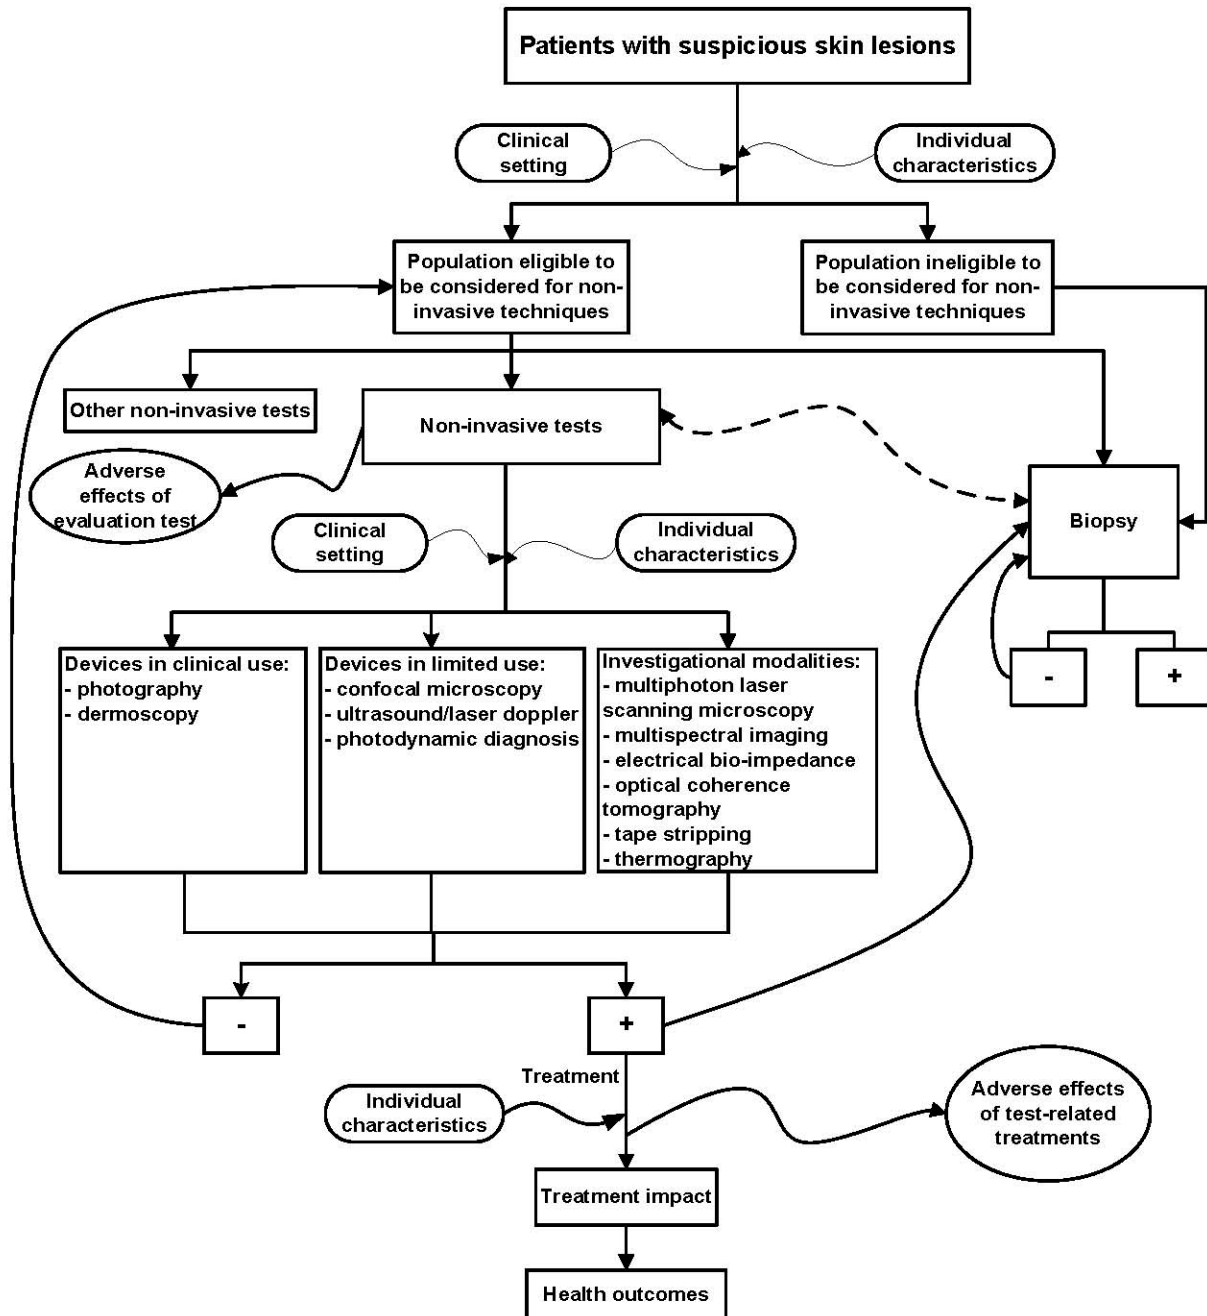 Patients with suspicious skin lesions
Clinical
setting
Individual
characteristics
Population eligible to
be considered for non-
invasive techniques
Population ineligible to
be considered for non-
invasive techniques
Other non-invasive tests
Non-invasive tests
Adverse
effects of
evaluation test
Biopsy
Clinical
setting
Individual
characteristics
-
+
Devices in clinical use:
- photography
- dermoscopy
Devices in limited use:
- confocal microscopy
- ultrasound/laser doppler
- photodynamic diagnosis
Investigational modalities:
- multiphoton laser
scanning microscopy
- multispectral imaging
- electrical bio-impedance
- optical coherence
tomography
- tape stripping
- thermography
-
+
Treatment
Individual
characteristics
Adverse effects
of test-related
treatments
Treatment impact
Health outcomes